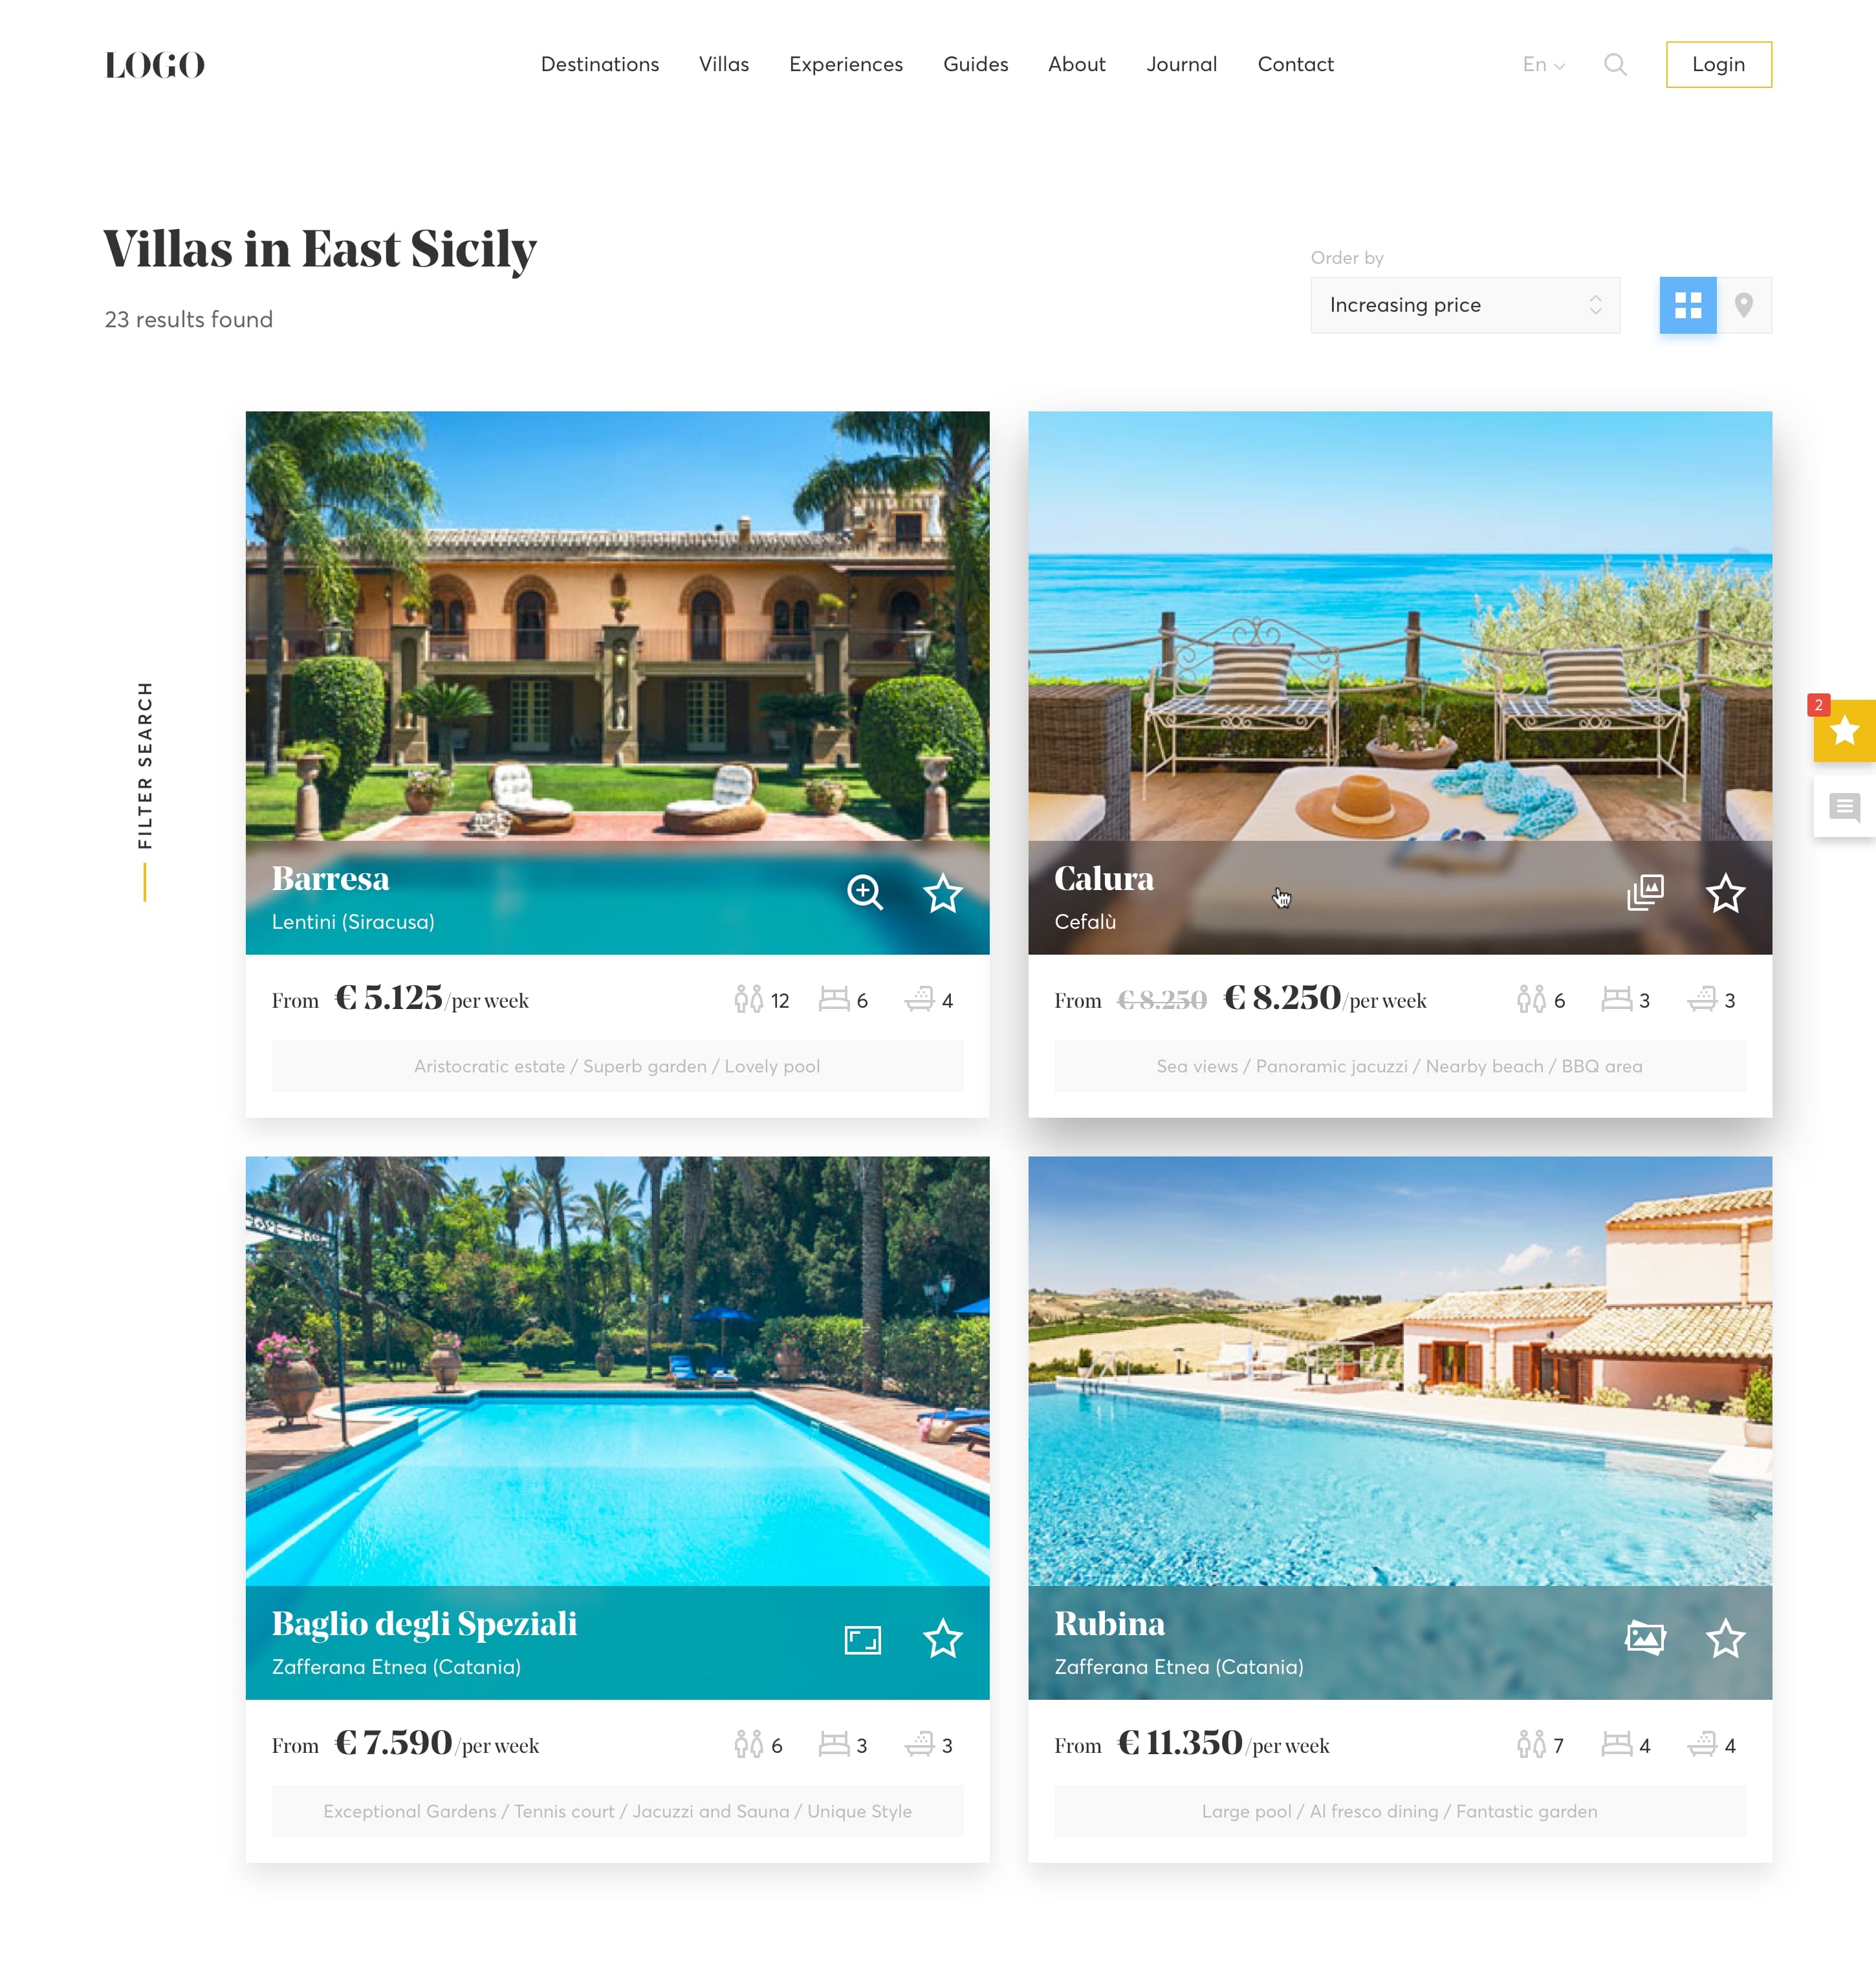 LOGO
Destinations Villas Experiences Guides About Journal Contact En Login
Villas in East Sicily
23 results found
Order by
Increasing price
FILTER SEARCH
2
Barresa
Lentini (Siracusa)
From € 5.125/per week 12 6 4
Aristocratic estate / Superb garden / Lovely pool
Calura
Cefalù
From € 8.250 € 8.250/per week 6 3 3
Sea views / Panoramic jacuzzi / Nearby beach / BBQ area
Baglio degli Speziali
Zafferana Etnea (Catania)
From € 7.590/per week 6 3 3
Exceptional Gardens / Tennis court / Jacuzzi and Sauna / Unique Style
Rubina
Zafferana Etnea (Catania)
From € 11.350/per week 7 4 4
Large pool / Al fresco dining / Fantastic garden